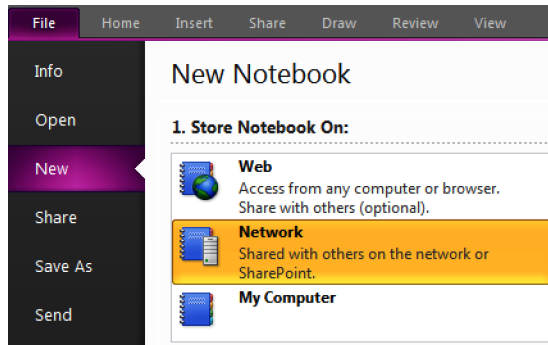 File Home Insert Share Draw Review View
Info
Open
New
Share
Save As
Send
New Notebook
1. Store Notebook On:
Web
Access from any computer or browser.
Share with others (optional).
Network
Shared with others on the network or
SharePoint.
My Computer